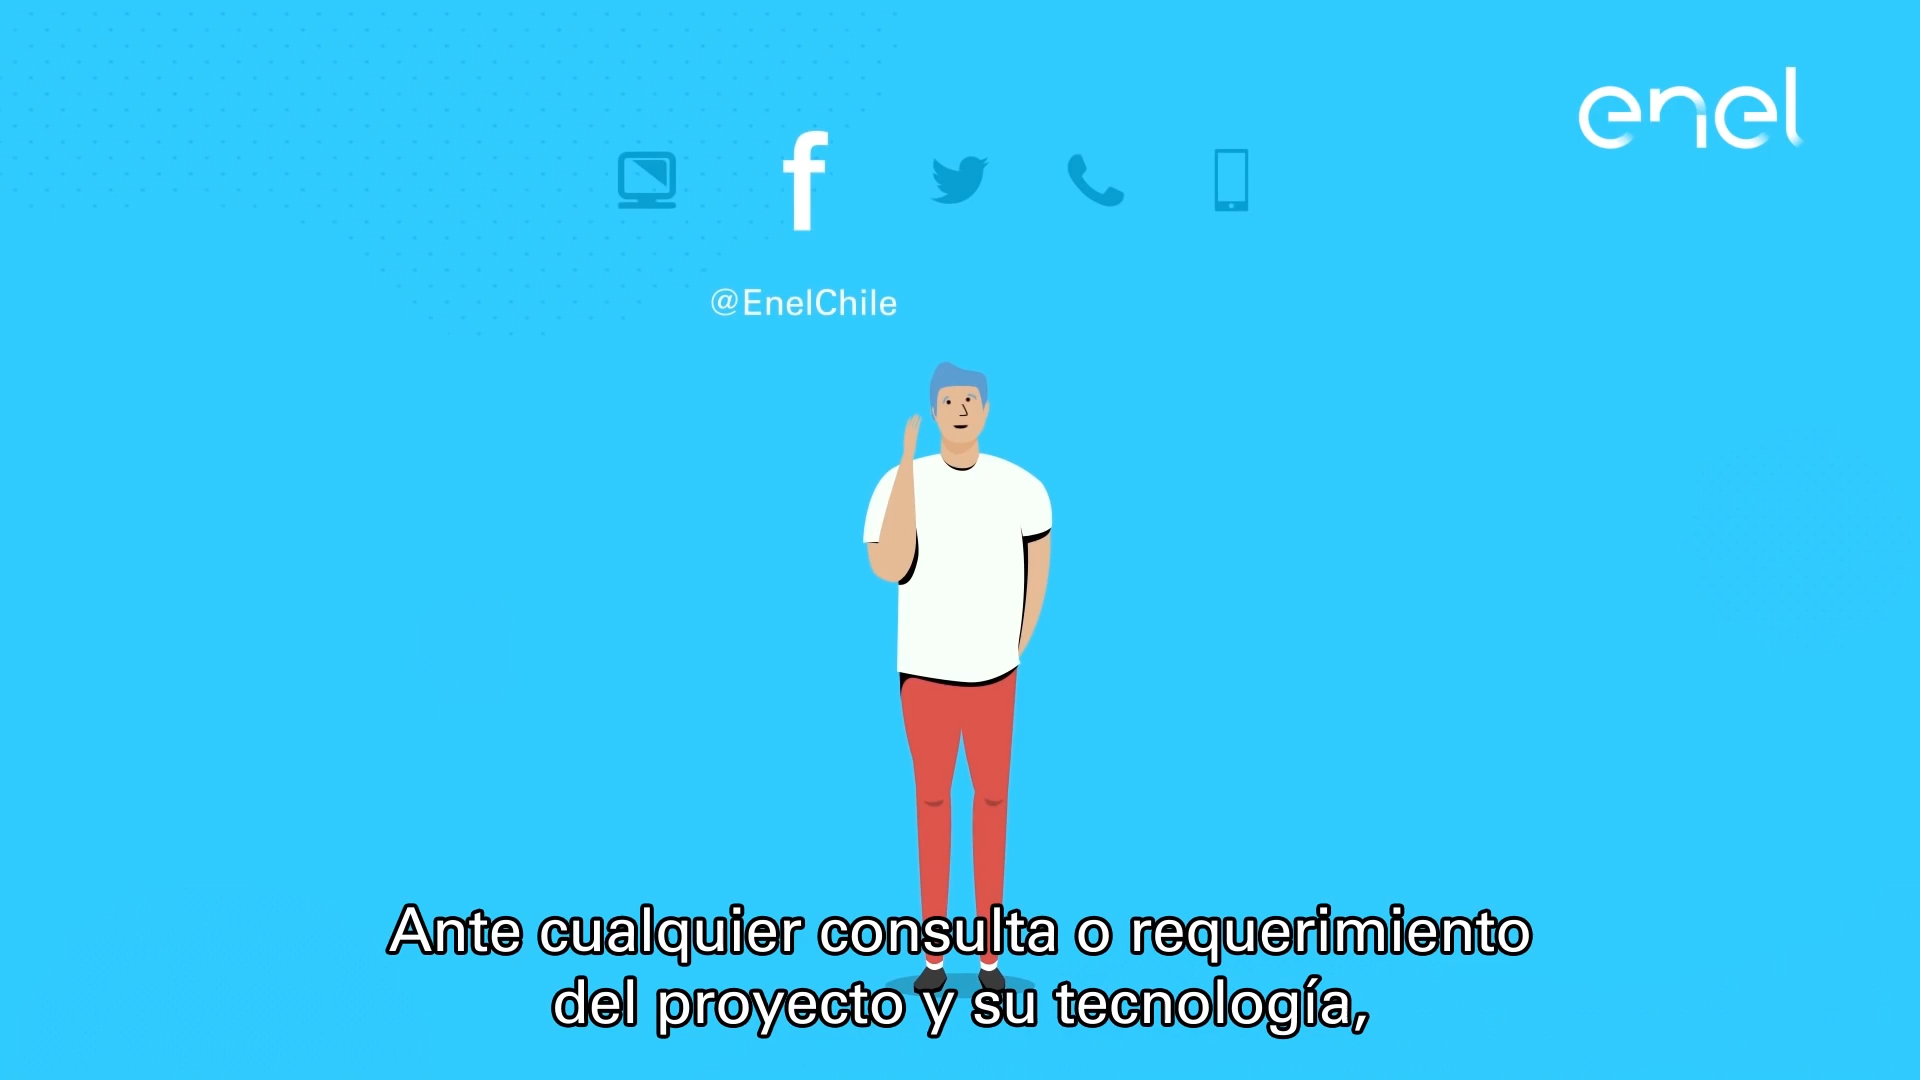 enel
f
@EnelChile
Ante cualquier consulta o requerimiento
del proyecto y su tecnología,